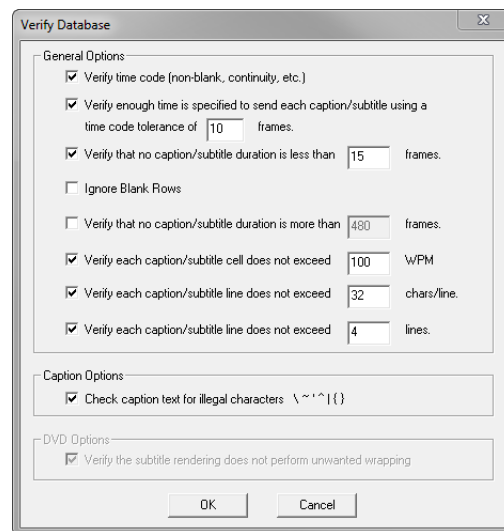 Verify Database
General Options
Verify time code (non-blank, continuity, etc.)
Verify enough time is specified to send each caption/subtitle using a
time code tolerance of 10 frames.
Verify that no caption/subtitle duration is less than 15 frames.
Ignore Blank Rows
Verify that no caption/subtitle duration is more than 480 frames.
Verify each caption/subtitle cell does not exceed 100 WPM
Verify each caption/subtitle line does not exceed 32 chars/line.
Verify each caption/subtitle line does not exceed 4 lines.
Caption Options
Check caption text for illegal characters \ ~ ' ^ | { }
DVD Options
Verify the subtitle rendering does not perform unwanted wrapping
OK Cancel